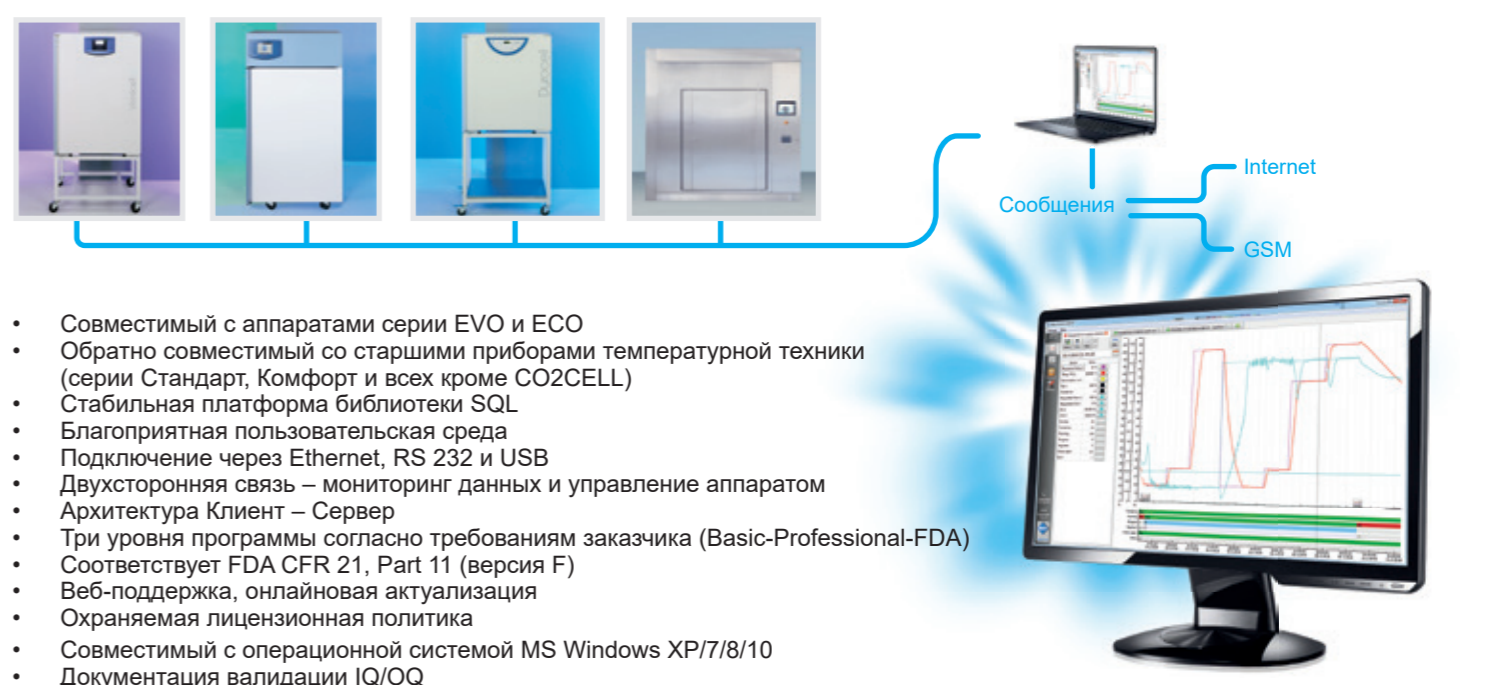 Durocell
Internet
Сообщения
GSM
• Совместимый с аппаратами серии EVO и ECO
• Обратно совместимый со старшими приборами температурной техники
(серии Стандарт, Комфорт и всех кроме CO2CELL)
• Стабильная платформа библиотеки SQL
• Благоприятная пользовательская среда
• Подключение через Ethernet, RS 232 и USB
• Двухсторонняя связь – мониторинг данных и управление аппаратом
• Архитектура Клиент – Сервер
• Три уровня программы согласно требованиям заказчика (Basic-Professional-FDA)
• Соответствует FDA CFR 21, Part 11 (версия F)
• Веб-поддержка, онлайновая актуализация
• Охраняемая лицензионная политика
• Совместимый с операционной системой MS Windows XP/7/8/10
• Документация валидации IQ/OQ